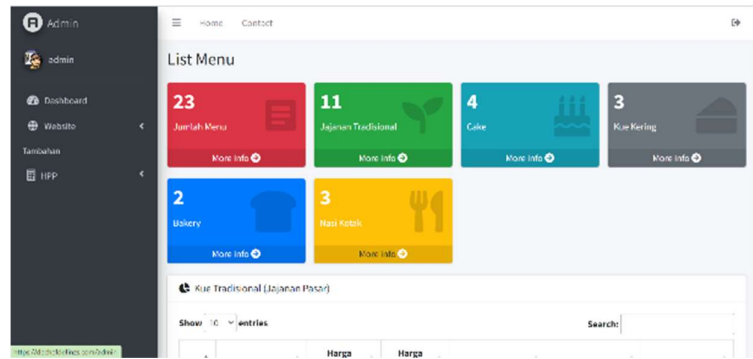 Admin
Home Contact
admin
List Menu
Dashboard
Website
Tambahan
HPP
23
Jumlah Menu
More info
11
Jajanan Tradisional
More info
4
Cake
More info
3
Kue Kering
More info
2
Bakery
More info
3
Nasi Kotak
More info
Kue Tradisional (Jajanan Pasar)
Show 10 entries
Search:
Harga Harga